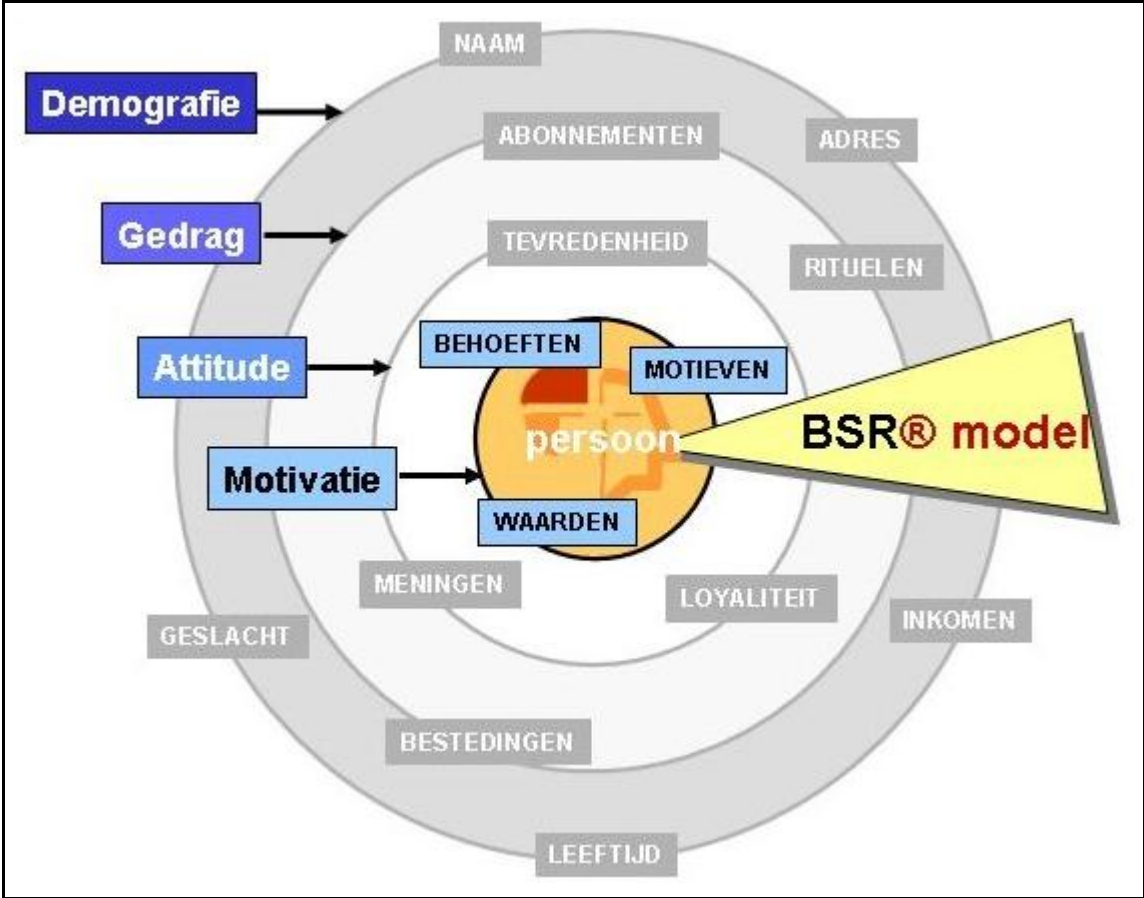 NAAM
Demografie
ABONNEMENTEN
ADRES
Gedrag
TEVREDENHEID
RITUELEN
BEHOEFTEN
Attitude
MOTIEVEN
persoon
BSR® model
Motivatie
WAARDEN
MENINGEN
LOYALITEIT
GESLACHT
INKOMEN
BESTEDINGEN
LEEFTIJD